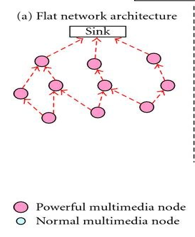 (a) Flat network architecture
Sink
Powerful multimedia node
Normal multimedia node